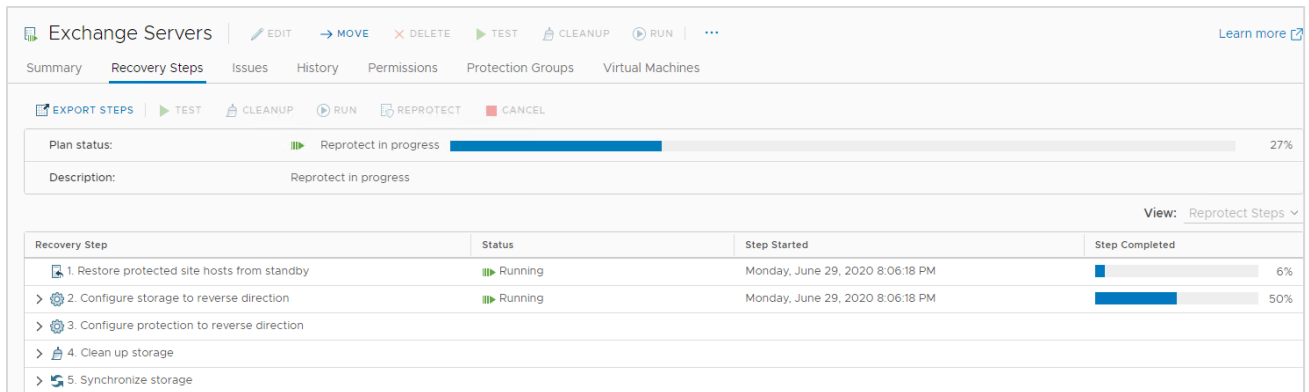 Exchange Servers EDIT MOVE DELETE TEST CLEANUP RUN ... Learn more
Summary Recovery Steps Issues History Permissions Protection Groups Virtual Machines
EXPORT STEPS TEST CLEANUP RUN REPROTECT CANCEL
Plan status: Reprotect in progress 27%
Description: Reprotect in progress
View: Reprotect Steps
Recovery Step Status Step Started Step Completed
1. Restore protected site hosts from standby Running Monday, June 29, 2020 8:06:18 PM 6%
2. Configure storage to reverse direction Running Monday, June 29, 2020 8:06:18 PM 50%
3. Configure protection to reverse direction
4. Clean up storage
5. Synchronize storage